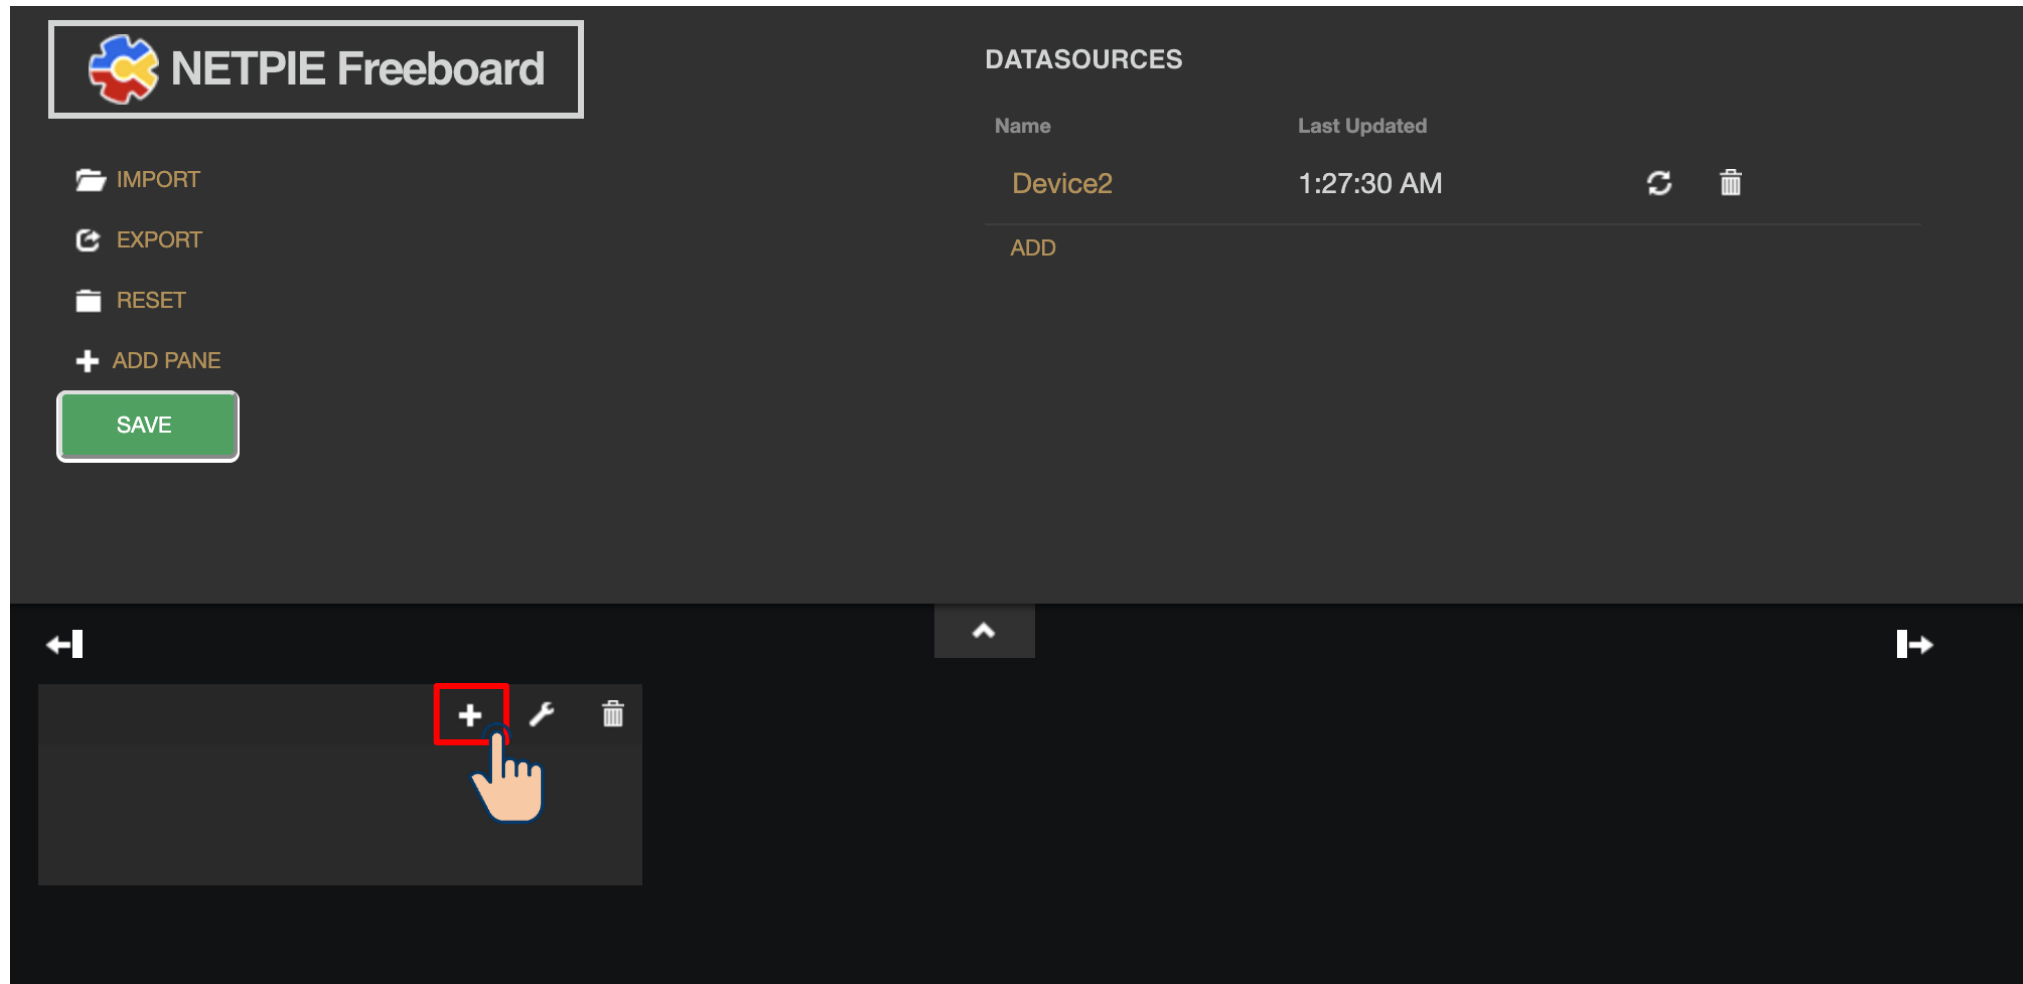 NETPIE Freeboard
IMPORT
EXPORT
RESET
ADD PANE
SAVE
DATASOURCES
Name Last Updated
Device2 1:27:30 AM
ADD